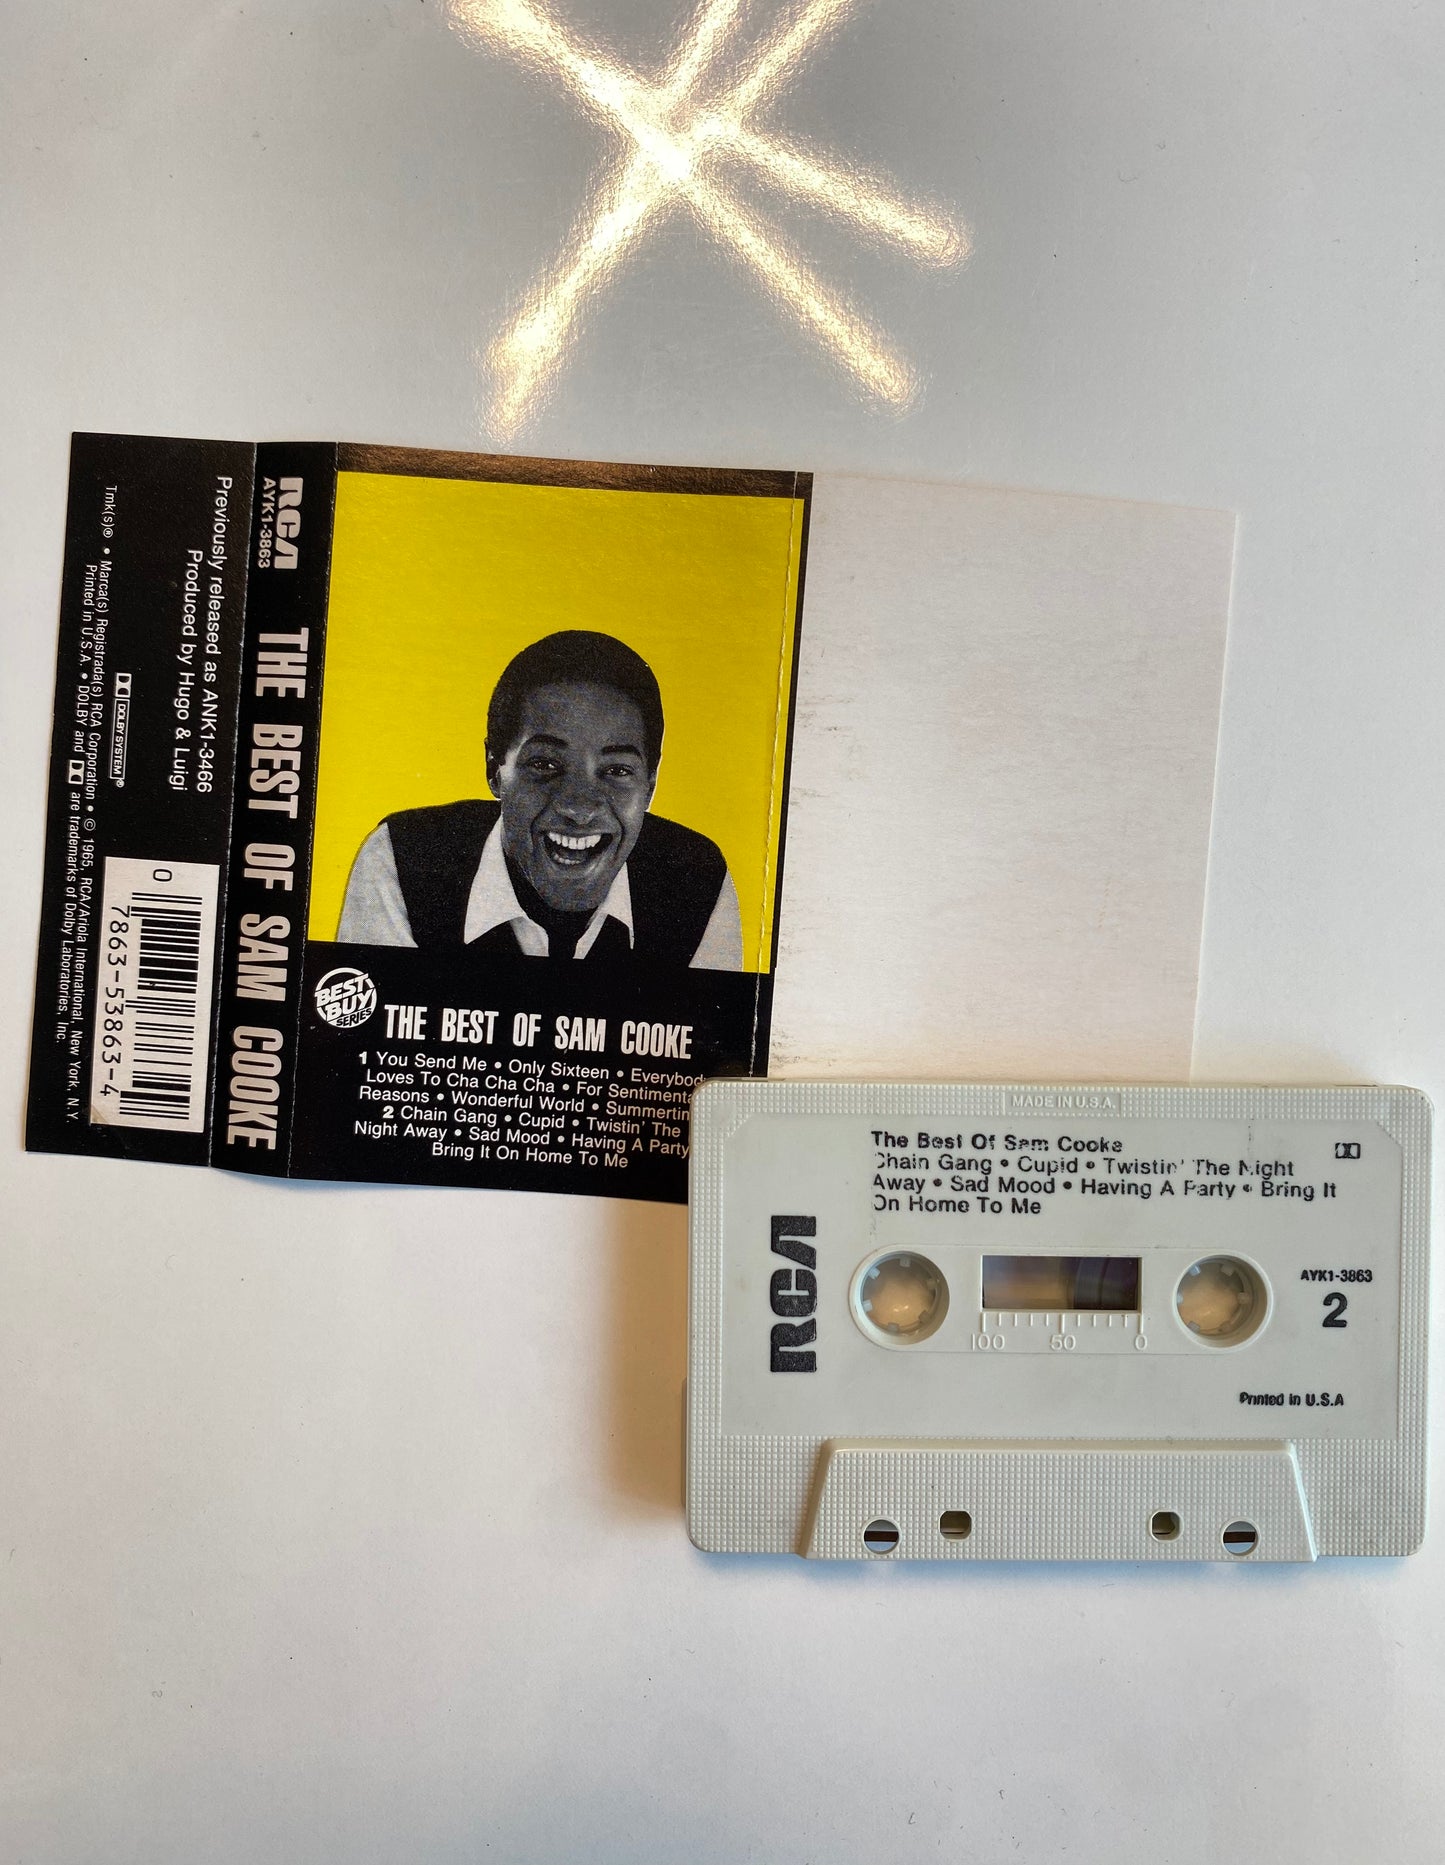 Previously released as ANK1-3466
Produced by Hugo & Luigi
DOLBY SYSTEM®
Tmk(s)® • Marca(s) Registrada(s) RCA Corporation • © 1965, RCA/Ariola International, New York, N.Y.
Printed in U.S.A. • DOLBY and are trademarks of Dolby Laboratories, Inc.
0 7863-53863-4
RCA
AYK1-3863
THE BEST OF SAM COOKE
BEST
BUY
SERIES
THE BEST OF SAM COOKE
1 You Send Me • Only Sixteen •
Loves To Cha Cha Cha • For
Reasons • Wonderful World •
2 Chain Gang • Cupid • Twistin' The
Night Away • Sad Mood • Having A Party
Bring It On Home To Me
MADE IN U.S.A.
The Best Of Sam Cooke
Chain Gang • Cupid • Twistin' The Night
Away • Sad Mood • Having A Party • Bring It
On Home To Me
RCA
AYK1-3863
2
100 50 0
Printed in U.S.A